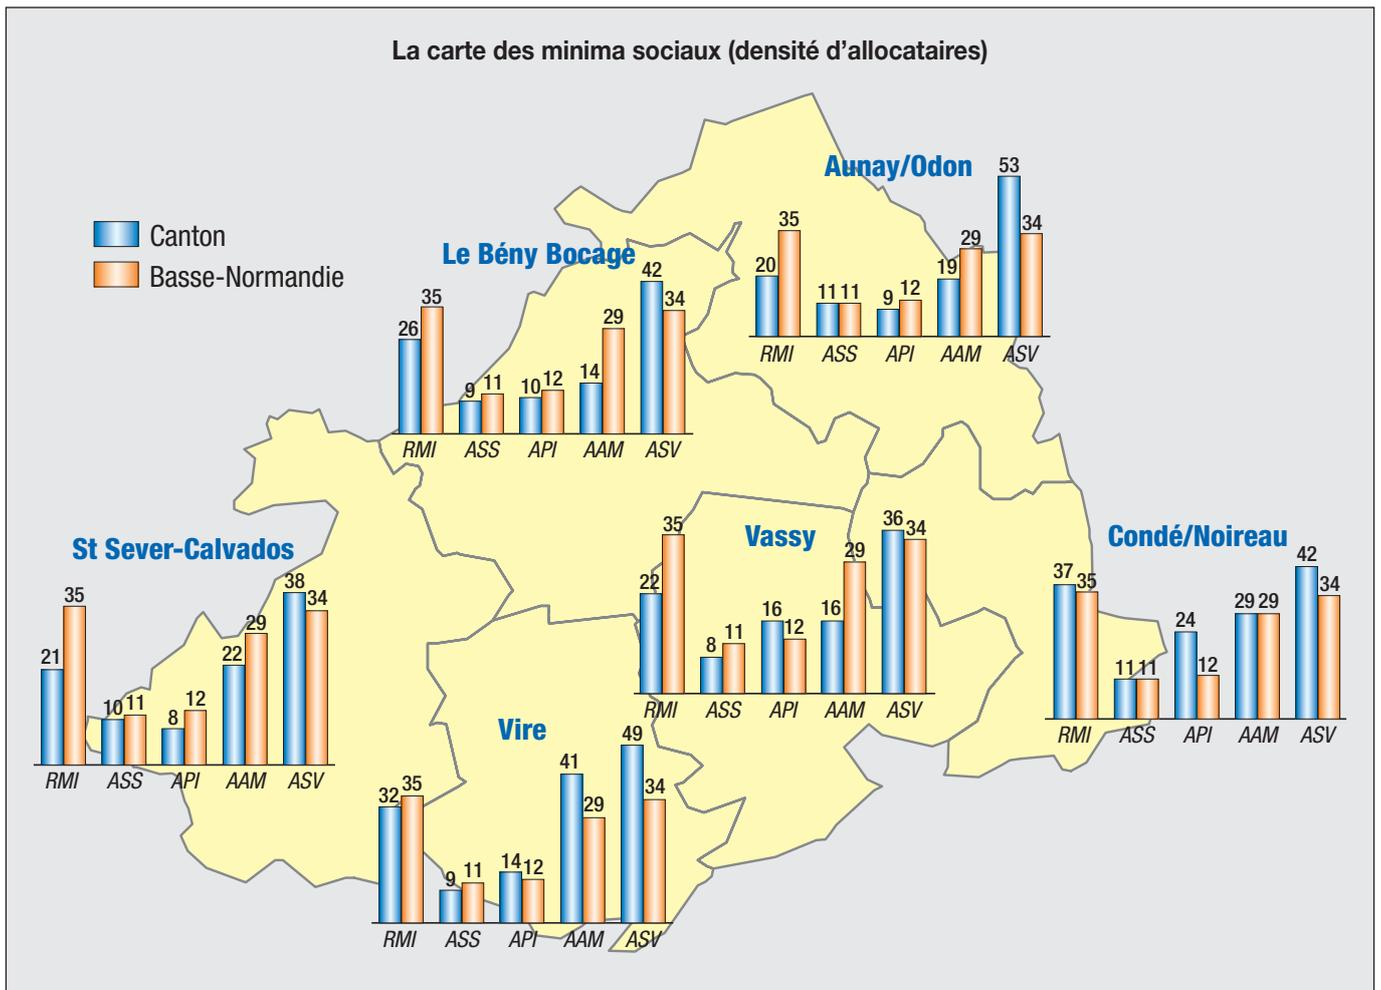 La carte des minima sociaux (densité d'allocataires)
Canton
Basse-Normandie
Aunay/Odon
20 35 11 11 9 12 19 29 53 34
RMI ASS API AAM ASV
Le Bény Bocage
26 35 9 11 10 12 14 29 42 34
RMI ASS API AAM ASV
St Sever-Calvados
21 35 10 11 8 12 22 29 38 34
RMI ASS API AAM ASV
Vassy
22 35 8 11 16 12 16 29 36 34
RMI ASS API AAM ASV
Condé/Noireau
37 35 11 11 24 12 29 29 42 34
RMI ASS API AAM ASV
Vire
32 35 9 11 14 12 41 29 49 34
RMI ASS API AAM ASV